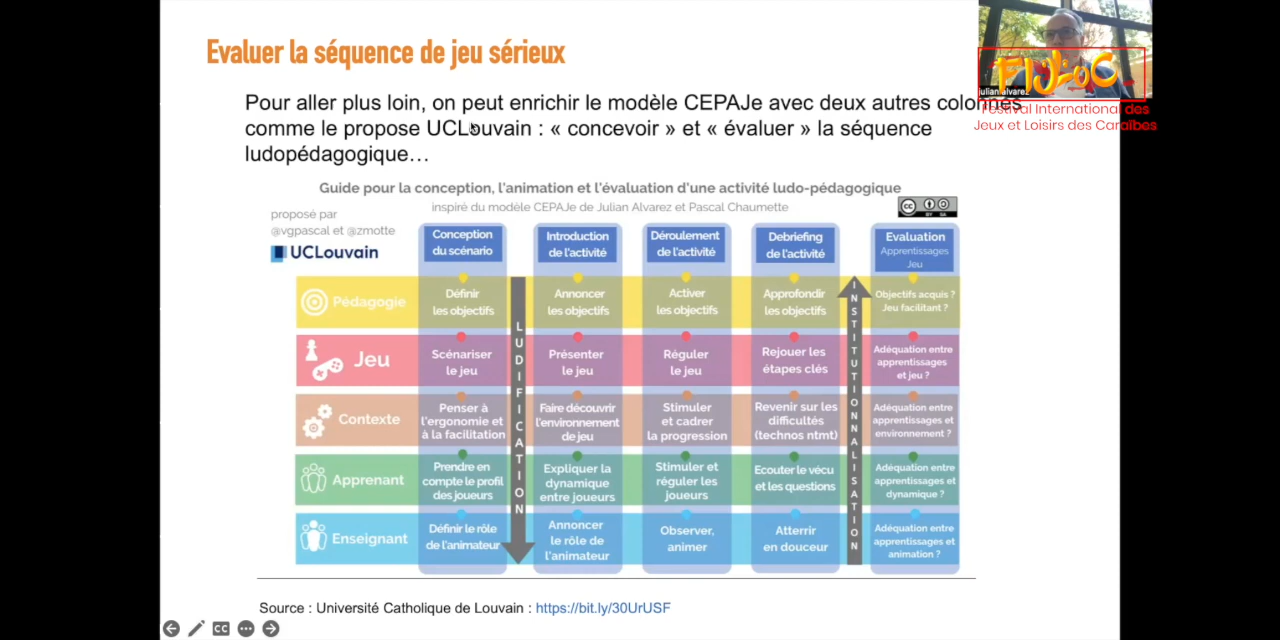 Evaluer la séquence de jeu sérieux
Pour aller plus loin, on peut enrichir le modèle CEPAJe avec deux autres colonnes
comme le propose UCLouvain : « concevoir » et « évaluer » la séquence
ludopédagogique…
Julian Alvarez
FIJLOC
Festival International des
Jeux et Loisirs des Caraïbes
Guide pour la conception, l'animation et l'évaluation d'une activité ludo-pédagogique
inspiré du modèle CEPAJe de Julian Alvarez et Pascal Chaumette
cc
BY SA
proposé par
@vgpascal et @zmotte
UCLouvain
Conception
du scénario
Introduction
de l'activité
Déroulement
de l'activité
Debriefing
de l'activité
Evaluation
Apprentissages
Jeu
LUDIFICATION
INSTITUTIONNALISATION
Pédagogie
Définir
les objectifs
Annoncer
les objectifs
Activer
les objectifs
Approfondir
les objectifs
Objectifs acquis ?
Jeu facilitant ?
Jeu
Scénariser
le jeu
Présenter
le jeu
Réguler
le jeu
Rejouer les
étapes clés
Adéquation entre
apprentissages
et jeu ?
Contexte
Penser à
l'ergonomie et
à la facilitation
Faire découvrir
l'environnement
de jeu
Stimuler
et cadrer
la progression
Revenir sur les
difficultés
(technos ntmt)
Adéquation entre
apprentissages et
environnement ?
Apprenant
Prendre en
compte le profil
des joueurs
Expliquer la
dynamique
entre joueurs
Stimuler et
réguler les
joueurs
Ecouter le vécu
et les questions
Adéquation entre
apprentissages et
dynamique ?
Enseignant
Définir le rôle
de l'animateur
Annoncer
le rôle de
l'animateur
Observer,
animer
Atterrir
en douceur
Adéquation entre
apprentissages et
animation ?
Source : Université Catholique de Louvain : https://bit.ly/30UrUSF
CC